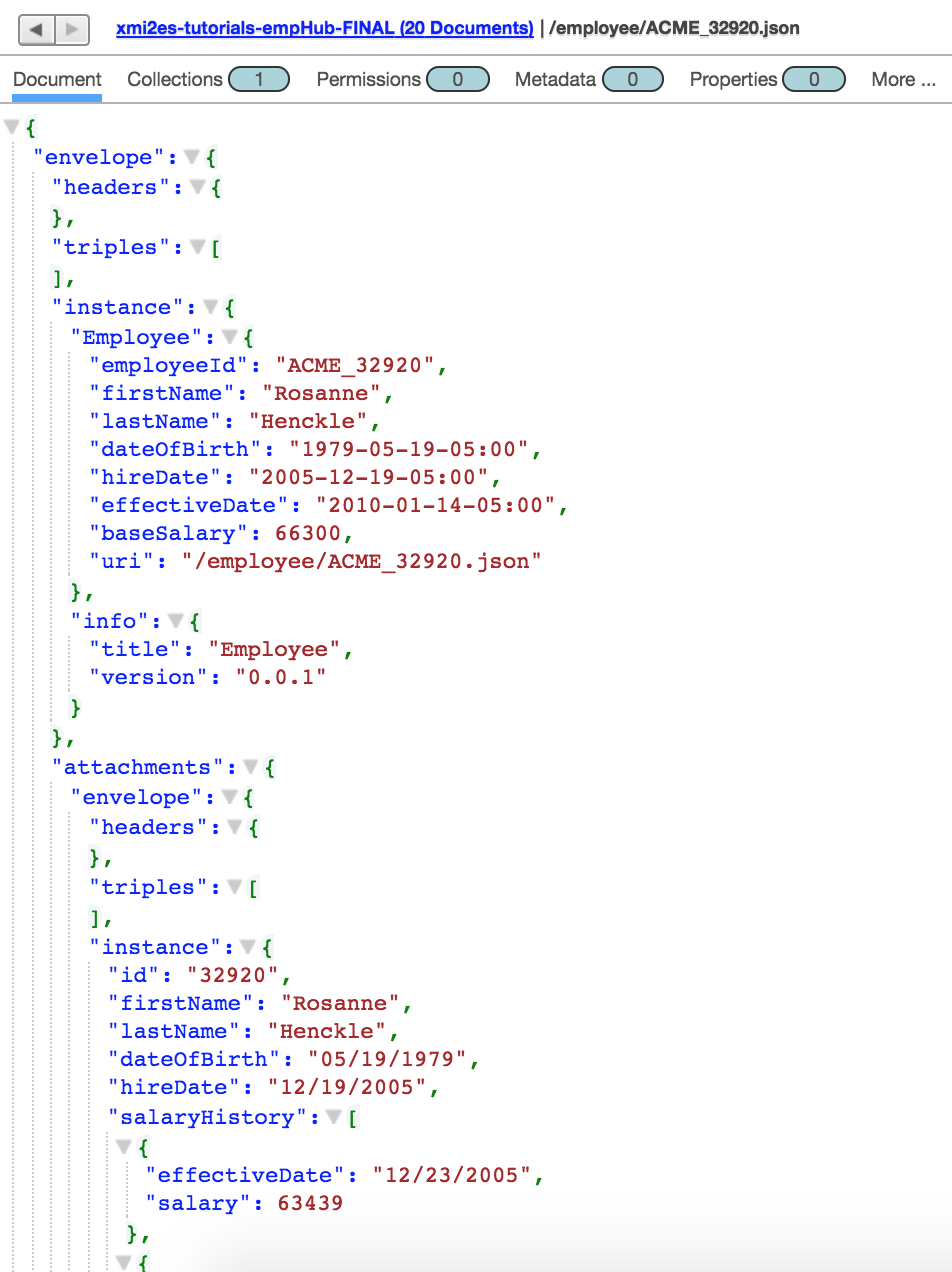 xmi2es-tutorials-empHub-FINAL (20 Documents) | /employee/ACME_32920.json
Document Collections 1 Permissions 0 Metadata 0 Properties 0 More ...
{
"envelope": {
"headers": {
},
"triples": [
],
"instance": {
"Employee": {
"employeeId": "ACME_32920",
"firstName": "Rosanne",
"lastName": "Henckle",
"dateOfBirth": "1979-05-19-05:00",
"hireDate": "2005-12-19-05:00",
"effectiveDate": "2010-01-14-05:00",
"baseSalary": 66300,
"uri": "/employee/ACME_32920.json"
},
"info": {
"title": "Employee",
"version": "0.0.1"
}
},
"attachments": {
"envelope": {
"headers": {
},
"triples": [
],
"instance": {
"id": "32920",
"firstName": "Rosanne",
"lastName": "Henckle",
"dateOfBirth": "05/19/1979",
"hireDate": "12/19/2005",
"salaryHistory": [
{
"effectiveDate": "12/23/2005",
"salary": 63439
},
{